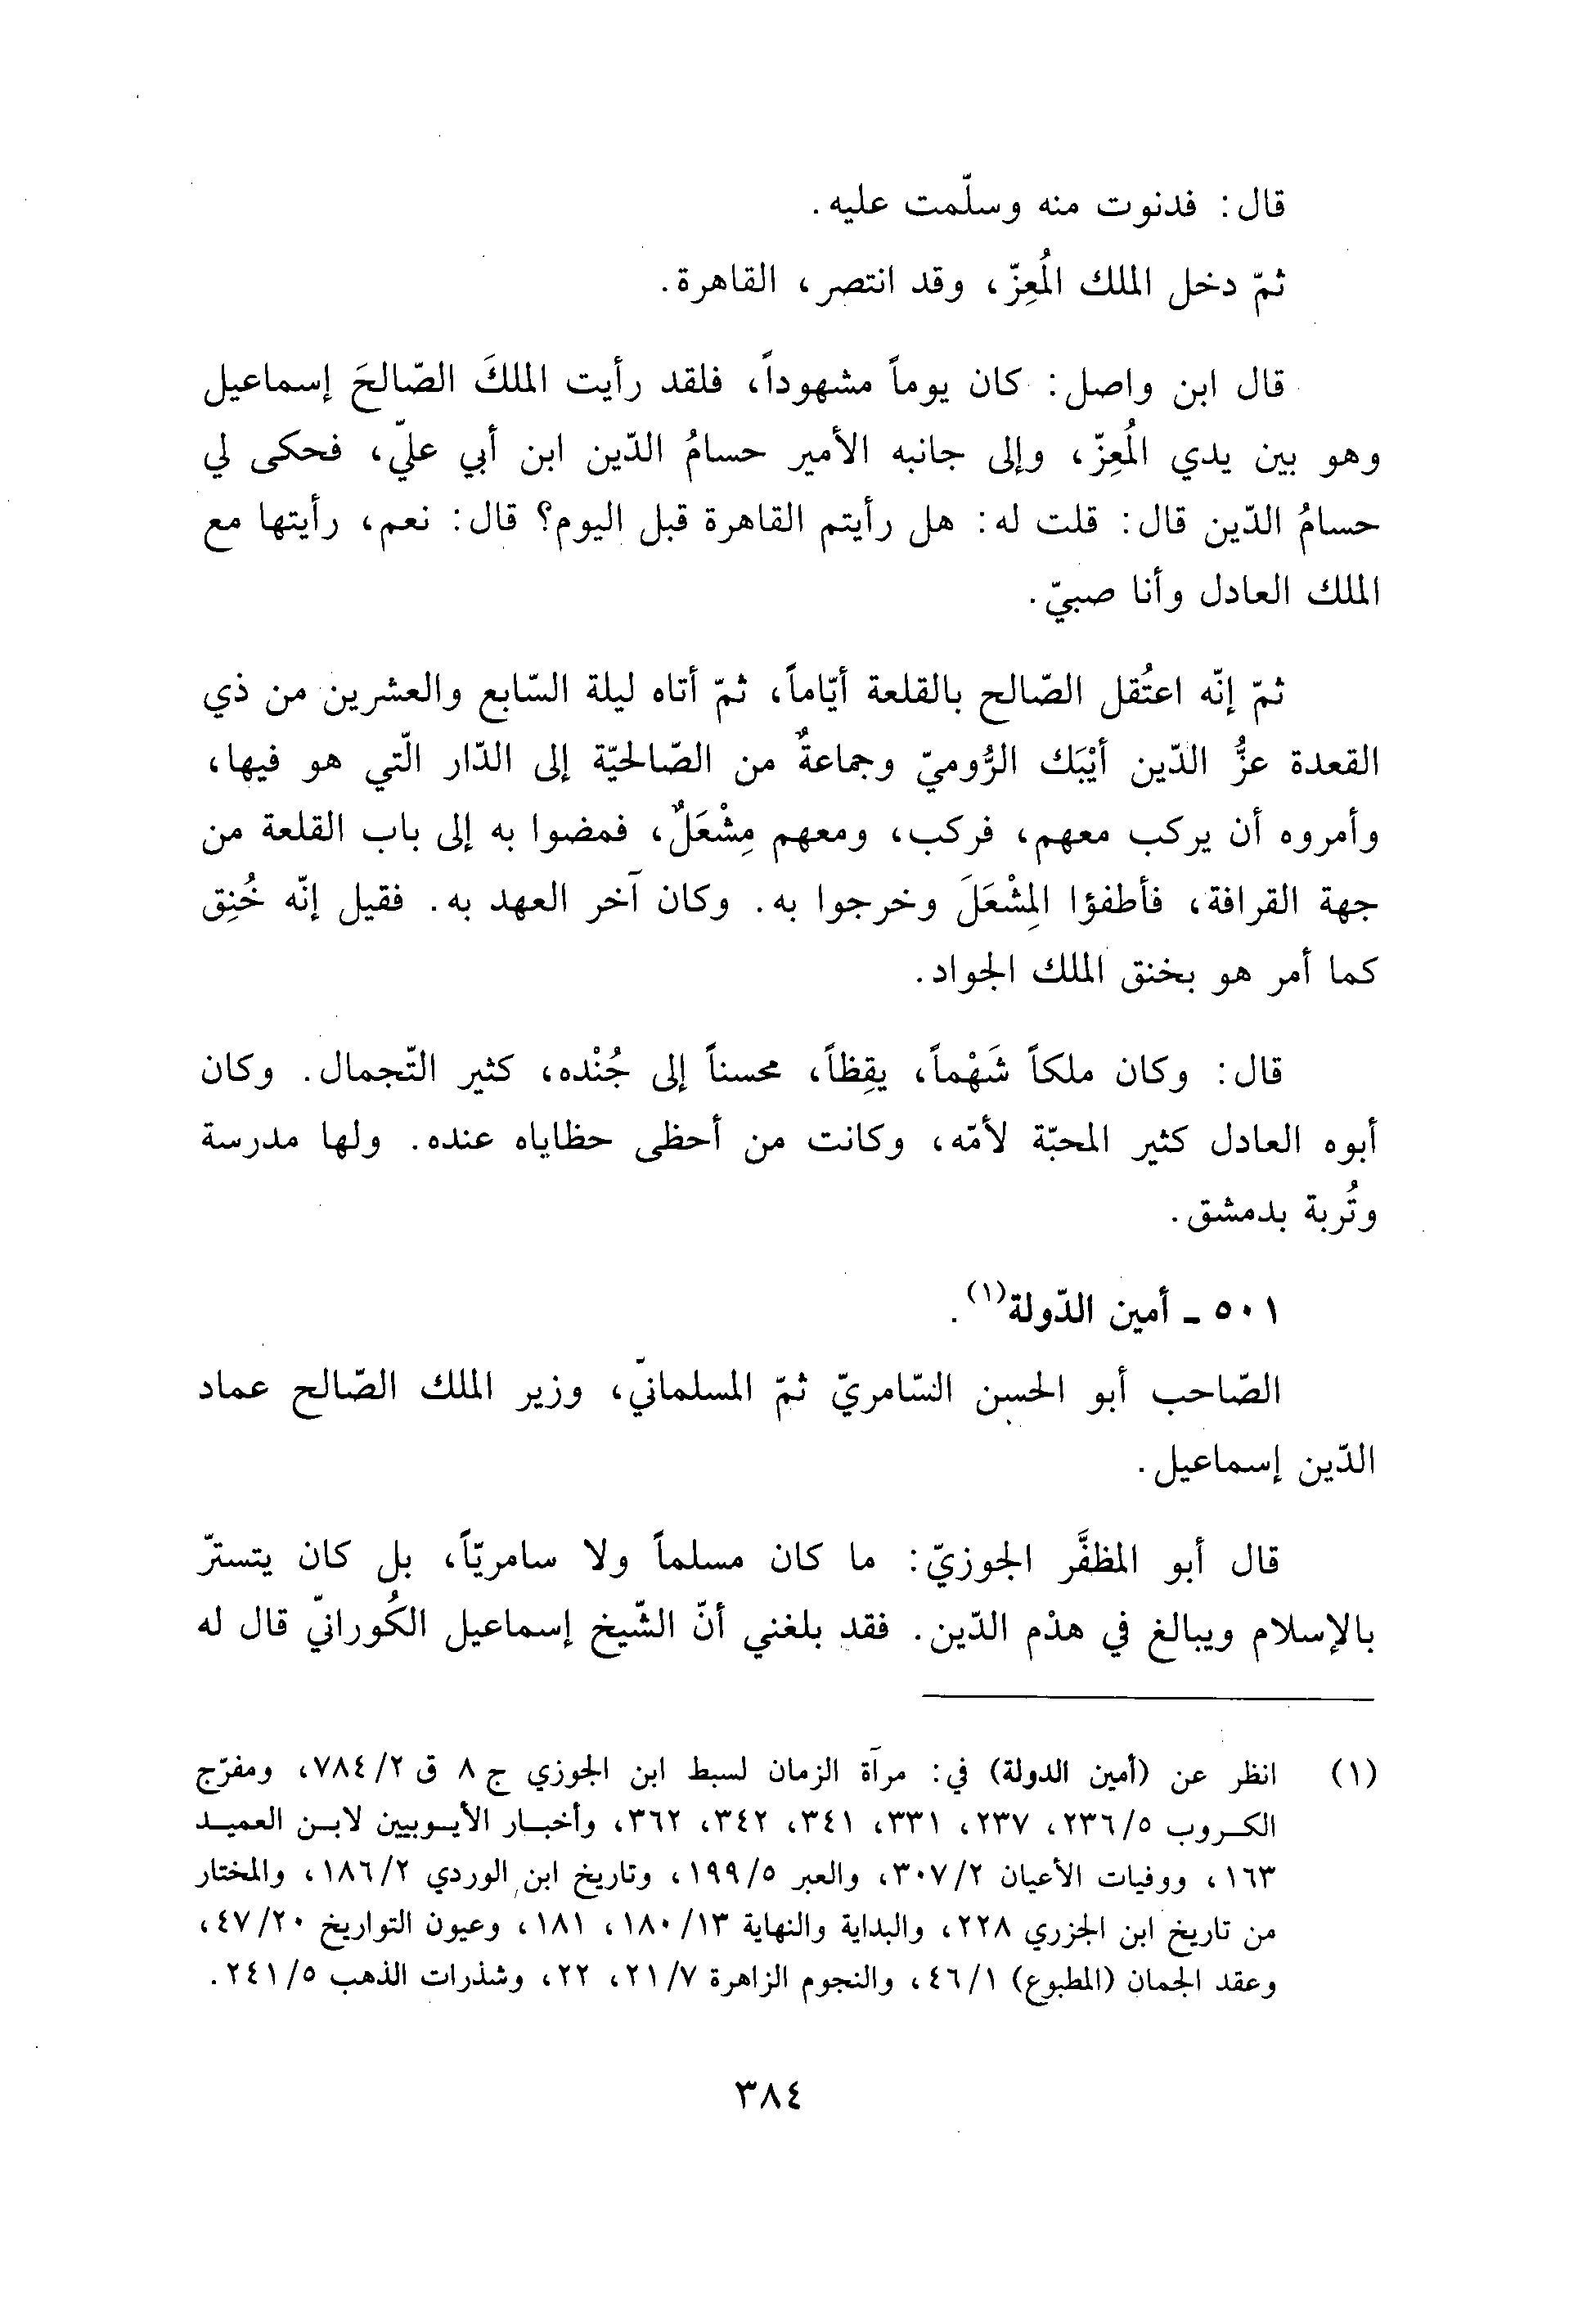 قال: فدنوت منه وسلّمت عليه.
ثمّ دخل الملك المُعِزّ، وقد انتصر، القاهرة.
قال ابن واصل: كان يوماً مشهوداً، فلقد رأيت الملكَ الصّالحَ إسماعيل
وهو بين يدي المُعِزّ، وإلى جانبه الأمير حسامُ الدّين ابن أبي عليّ، فحكى لي
حسامُ الدّين قال: قلت له: هل رأيتم القاهرة قبل اليوم؟ قال: نعم، رأيتها مع
الملك العادل وأنا صبيّ.
ثمّ إنّه اعتُقل الصّالح بالقلعة أيّاماً، ثمّ أتاه ليلة السّابع والعشرين من ذي
القعدة عزُّ الدّين أَيْبَك الرُّوميّ وجماعةٌ من الصّالحيّة إلى الدّار الّتي هو فيها،
وأمروه أن يركب معهم، فركب، ومعهم مِشْعَلٌ، فمضوا به إلى باب القلعة من
جهة القرافة، فأطفؤا المِشْعَلَ وخرجوا به. وكان آخر العهد به. فقيل إنّه خُنِق
كما أمر هو بخنق الملك الجواد.
قال: وكان ملكاً شَهْماً، يقِظاً، محسناً إلى جُنْده، كثير التّجمال. وكان
أبوه العادل كثير المحبّة لأمّه، وكانت من أحظى حظاياه عنده. ولها مدرسة
وتُربة بدمشق.
٥٠١ ـ أمين الدّولة(١).
الصّاحب أبو الحسن السّامريّ ثمّ المسلمانيّ، وزير الملك الصّالح عماد
الدّين إسماعيل.
قال أبو المظفَّر الجوزيّ: ما كان مسلماً ولا سامريّاً، بل كان يتستّر
بالإسلام ويبالغ في هدْم الدّين. فقد بلغني أنّ الشّيخ إسماعيل الكُورانيّ قال له
(١) انظر عن (أمين الدولة) في: مرآة الزمان لسبط ابن الجوزي ج ٨ ق ٢/٧٨٤، ومفرّج
الكروب ٥/٢٣٦، ٢٣٧، ٣٣١، ٣٤١، ٣٤٢، ٣٦٢، وأخبار الأيوبيين لابن العميد
١٦٣، ووفيات الأعيان ٢/٣٠٧، والعبر ٥/١٩٩، وتاريخ ابن الوردي ٢/١٨٦، والمختار
من تاريخ ابن الجزري ٢٢٨، والبداية والنهاية ١٣/١٨٠، ١٨١، وعيون التواريخ ٢٠/٤٧،
وعقد الجمان (المطبوع) ١/٤٦، والنجوم الزاهرة ٧/٢١، ٢٢، وشذرات الذهب ٥/٢٤١.
٣٨٤